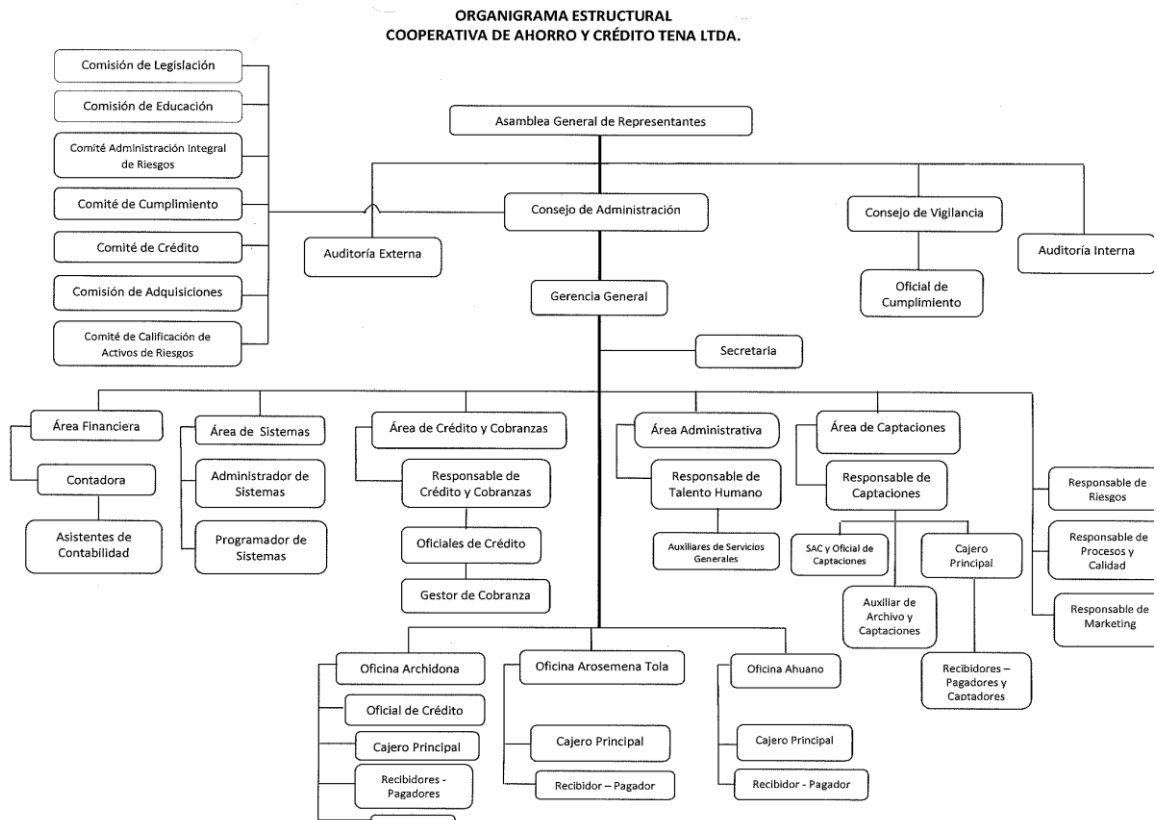 ORGANIGRAMA ESTRUCTURAL
COOPERATIVA DE AHORRO Y CRÉDITO TENA LTDA.
Comisión de Legislación
Comisión de Educación
Comité Administración Integral
de Riesgos
Comité de Cumplimiento
Comité de Crédito
Comisión de Adquisiciones
Comité de Calificación de
Activos de Riesgos
Asamblea General de Representantes
Consejo de Administración
Consejo de Vigilancia
Auditoría Externa
Auditoría Interna
Gerencia General
Oficial de
Cumplimiento
Secretaria
Área Financiera
Contadora
Asistentes de
Contabilidad
Área de Sistemas
Administrador de
Sistemas
Programador de
Sistemas
Área de Crédito y Cobranzas
Responsable de
Crédito y Cobranzas
Oficiales de Crédito
Gestor de Cobranza
Área Administrativa
Responsable de
Talento Humano
Auxiliares de Servicios
Generales
Área de Captaciones
Responsable de
Captaciones
SAC y Oficial de
Captaciones
Cajero
Principal
Auxiliar de
Archivo y
Captaciones
Recibidores –
Pagadores y
Captadores
Responsable de
Riesgos
Responsable de
Procesos y
Calidad
Responsable de
Marketing
Oficina Archidona
Oficial de Crédito
Cajero Principal
Recibidores -
Pagadores
Oficina Arosemena Tola
Cajero Principal
Recibidor – Pagador
Oficina Ahuano
Cajero Principal
Recibidor - Pagador